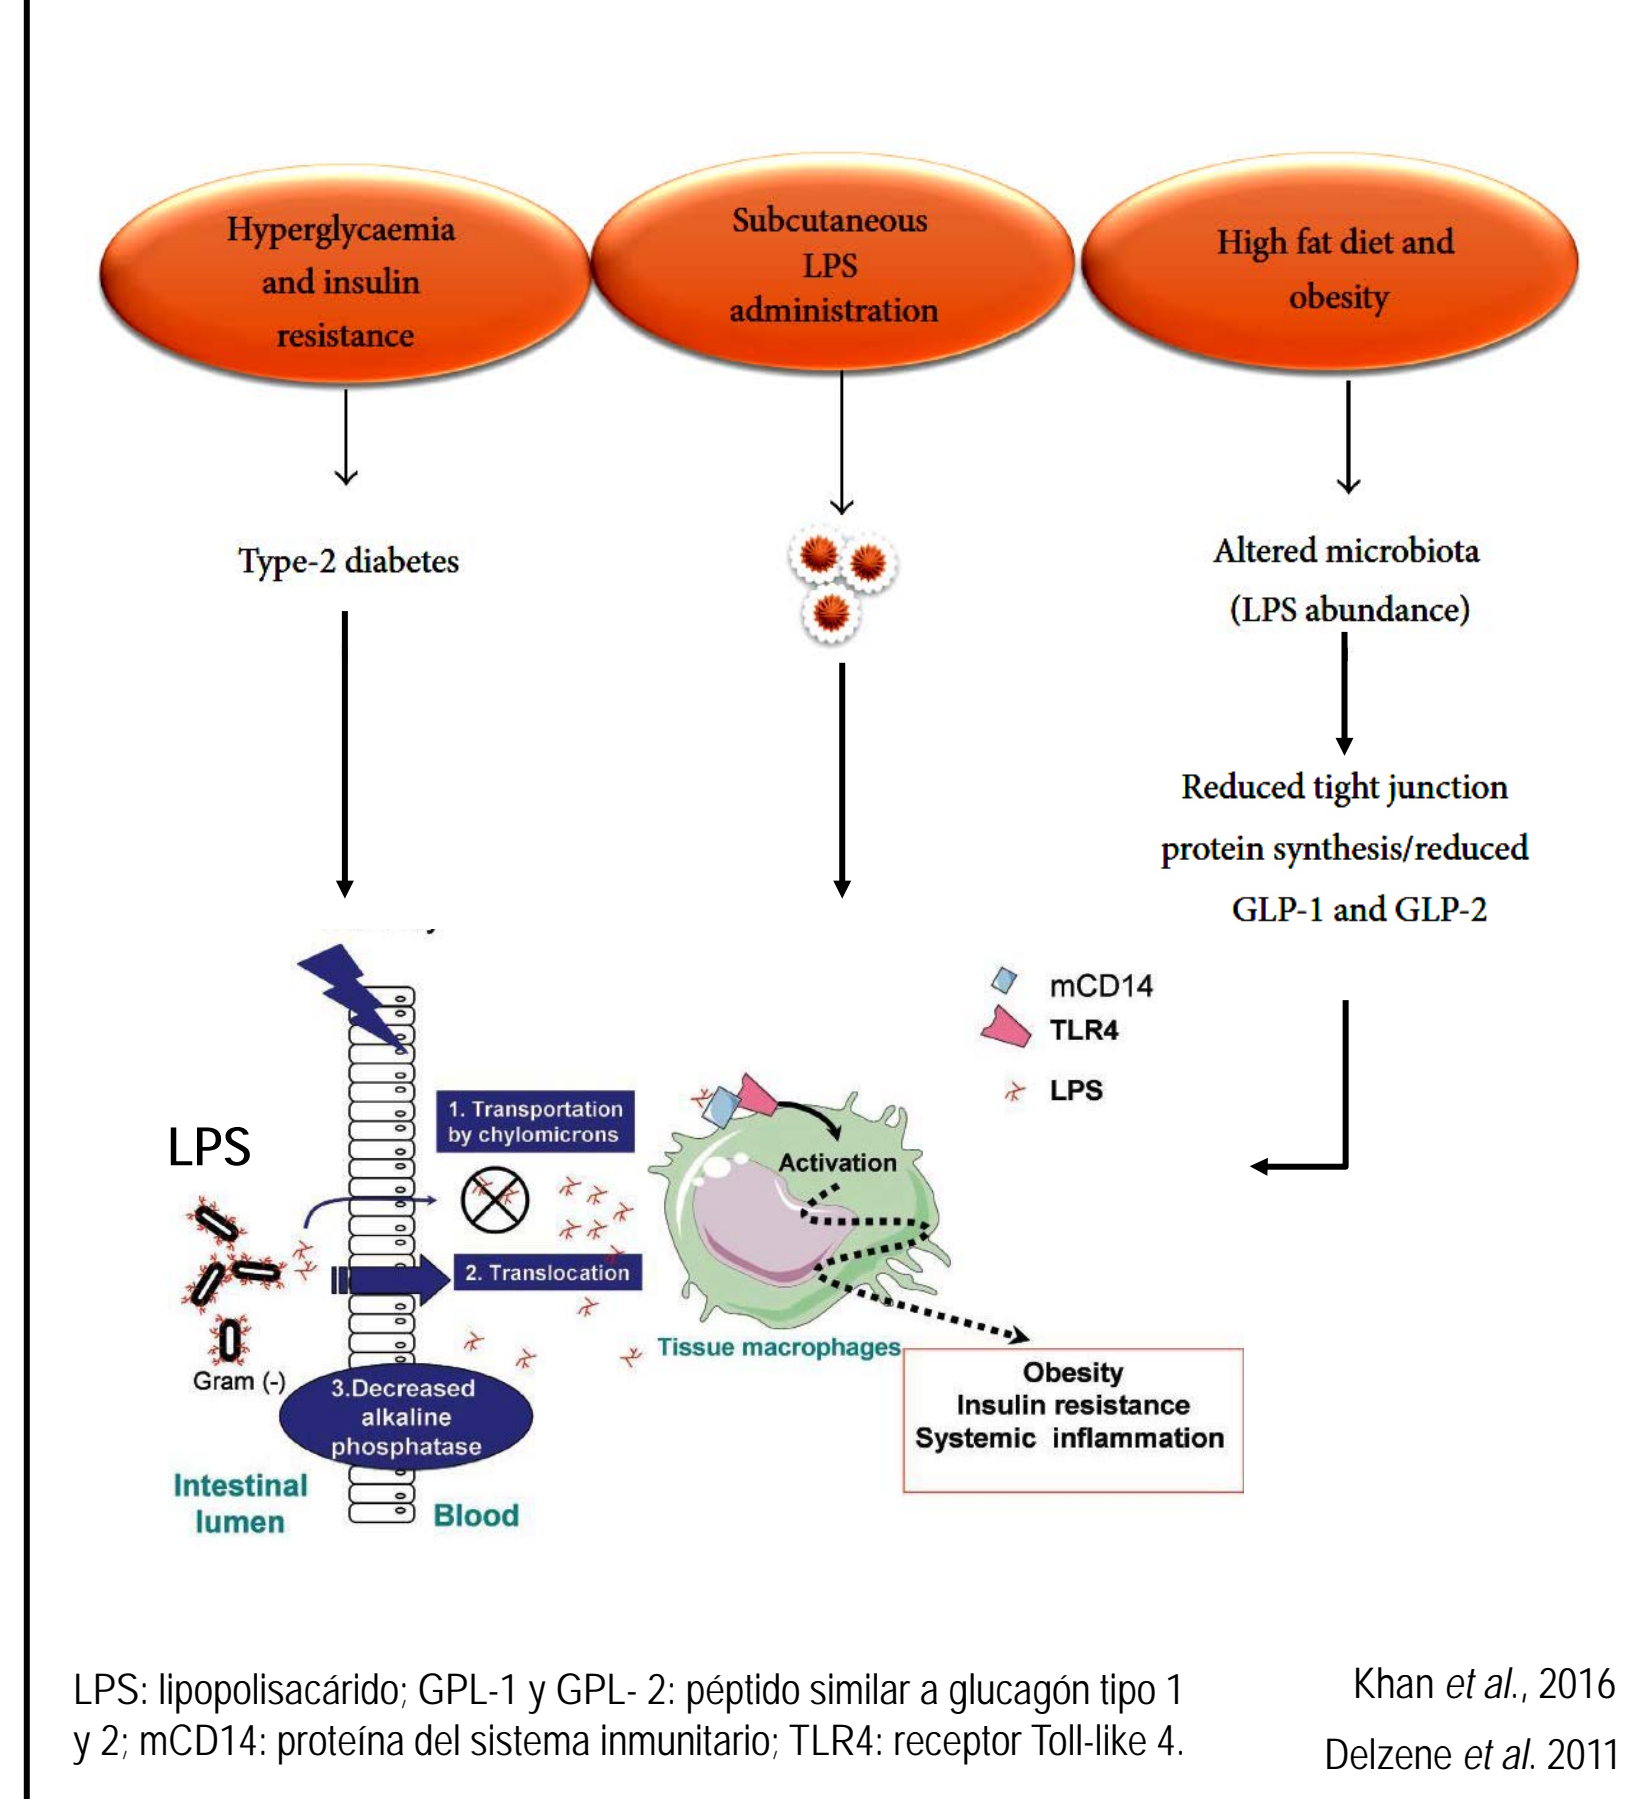 Hyperglycaemia
and insulin
resistance
Subcutaneous
LPS
administration
High fat diet and
obesity
Type-2 diabetes
Altered microbiota
(LPS abundance)
Reduced tight junction
protein synthesis/reduced
GLP-1 and GLP-2
mCD14
TLR4
LPS
LPS
1. Transportation
by chylomicrons
Activation
2. Translocation
Tissue macrophages
Gram (-)
3.Decreased
alkaline
phosphatase
Obesity
Insulin resistance
Systemic inflammation
Intestinal
lumen
Blood
LPS: lipopolisacárido; GPL-1 y GPL- 2: péptido similar a glucagón tipo 1
y 2; mCD14: proteína del sistema inmunitario; TLR4: receptor Toll-like 4.
Khan et al., 2016
Delzene et al. 2011